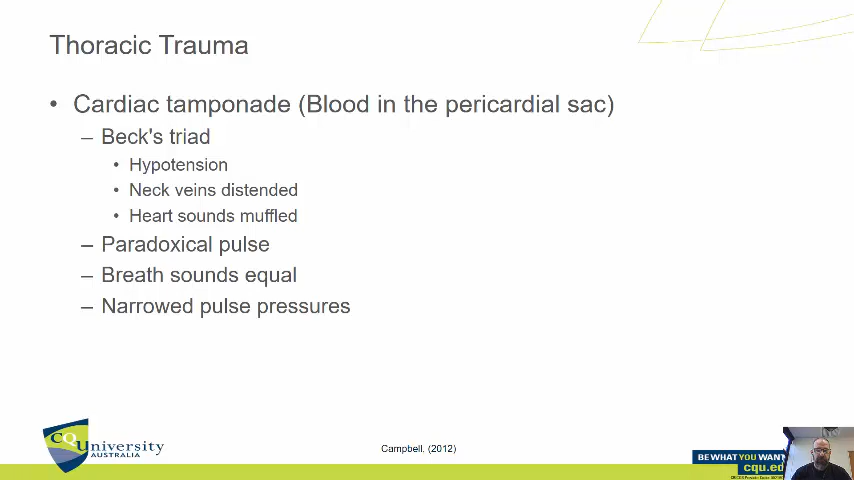 Thoracic Trauma
• Cardiac tamponade (Blood in the pericardial sac)
– Beck's triad
• Hypotension
• Neck veins distended
• Heart sounds muffled
– Paradoxical pulse
– Breath sounds equal
– Narrowed pulse pressures
CQUniversity
AUSTRALIA
Campbell. (2012)
BE WHAT YOU WANT
cqu.ed